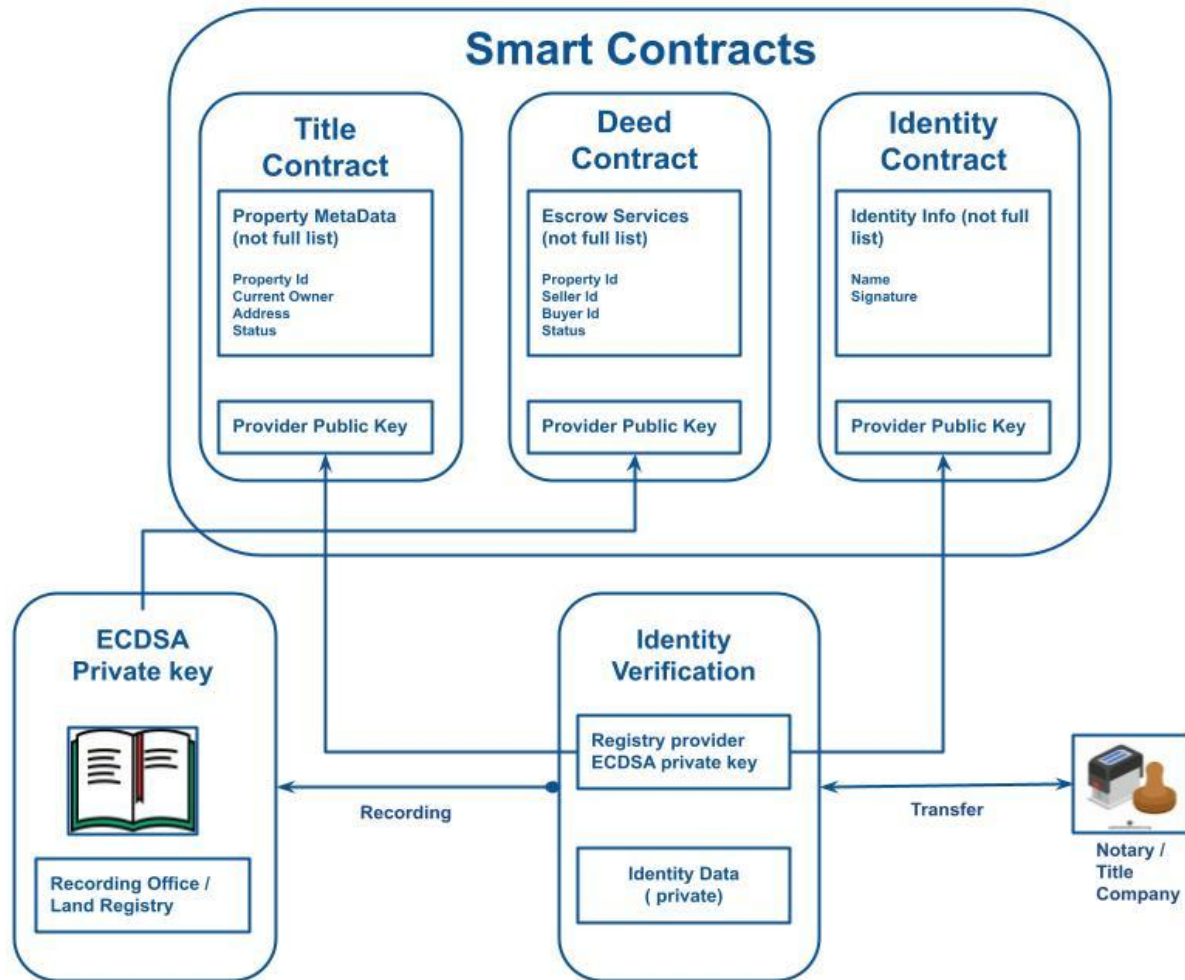 Smart Contracts
Title
Contract
Property MetaData
(not full list)
Property Id
Current Owner
Address
Status
Provider Public Key
Deed
Contract
Escrow Services
(not full list)
Property Id
Seller Id
Buyer Id
Status
Provider Public Key
Identity
Contract
Identity Info (not full
list)
Name
Signature
Provider Public Key
ECDSA
Private key
Recording Office /
Land Registry
Recording
Identity
Verification
Registry provider
ECDSA private key
Identity Data
( private)
Transfer
Notary /
Title
Company